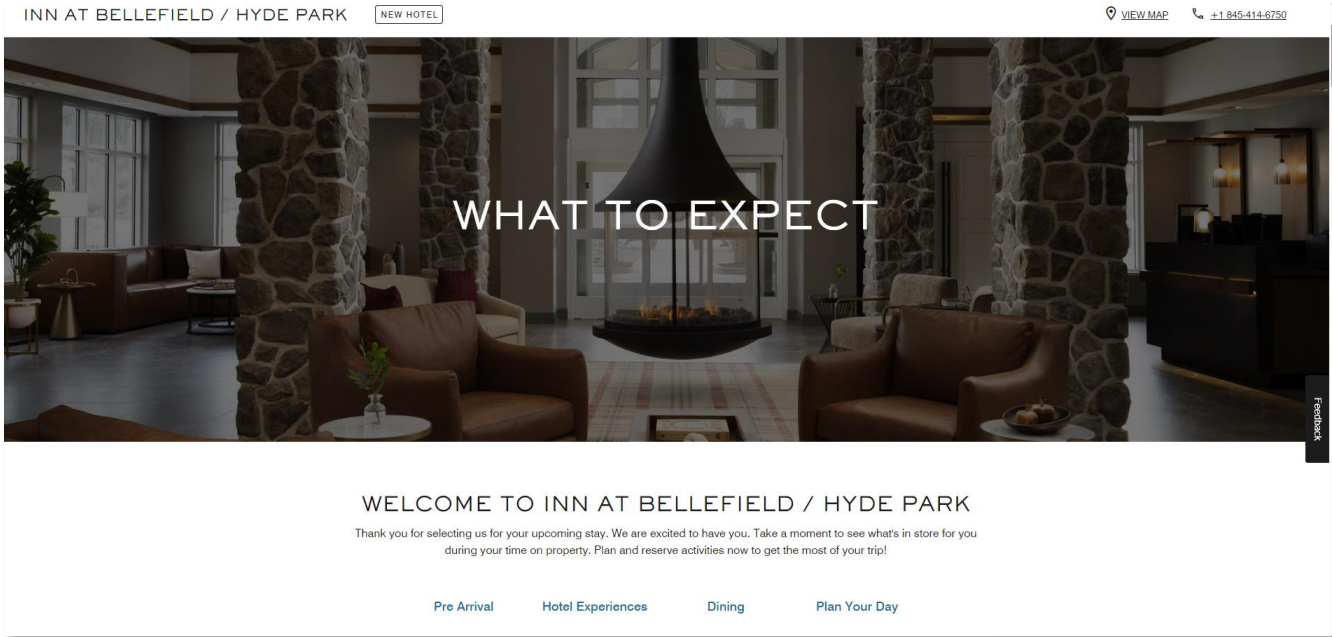 INN AT BELLEFIELD / HYDE PARK
NEW HOTEL
VIEW MAP
+1 845-414-6750
WHAT TO EXPECT
Feedback
WELCOME TO INN AT BELLEFIELD / HYDE PARK
Thank you for selecting us for your upcoming stay. We are excited to have you. Take a moment to see what's in store for you
during your time on property. Plan and reserve activities now to get the most of your trip!
Pre Arrival
Hotel Experiences
Dining
Plan Your Day